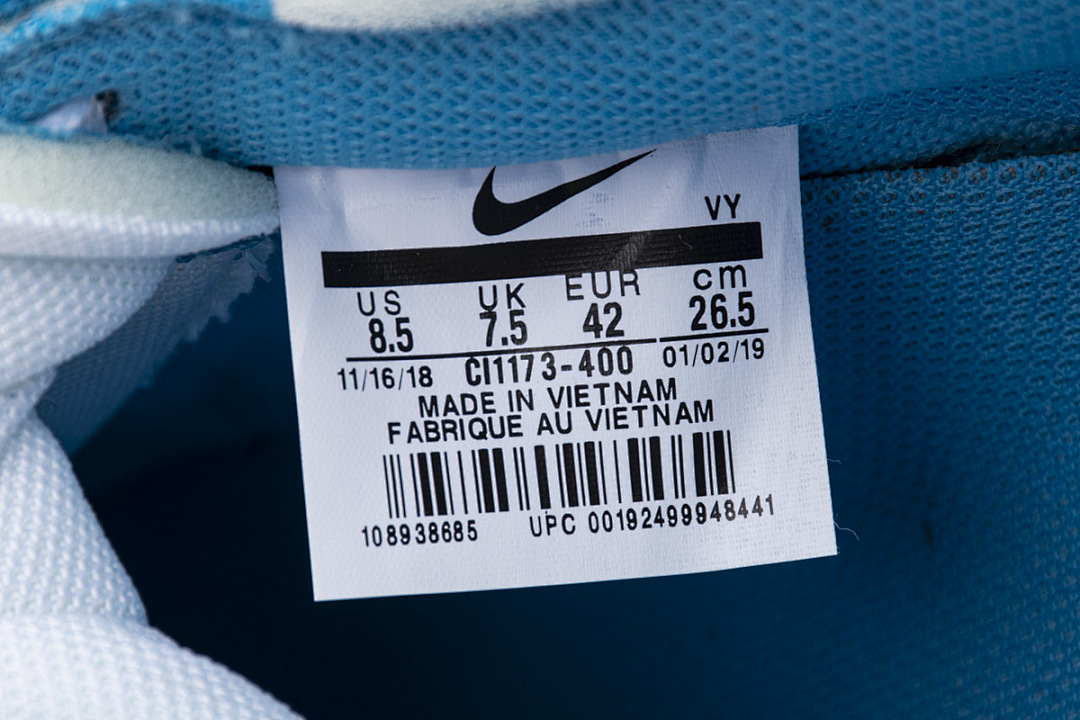 VY
US UK EUR cm
8.5 7.5 42 26.5
11/16/18 CI1173-400 01/02/19
MADE IN VIETNAM
FABRIQUE AU VIETNAM
108938685 UPC 00192499948441